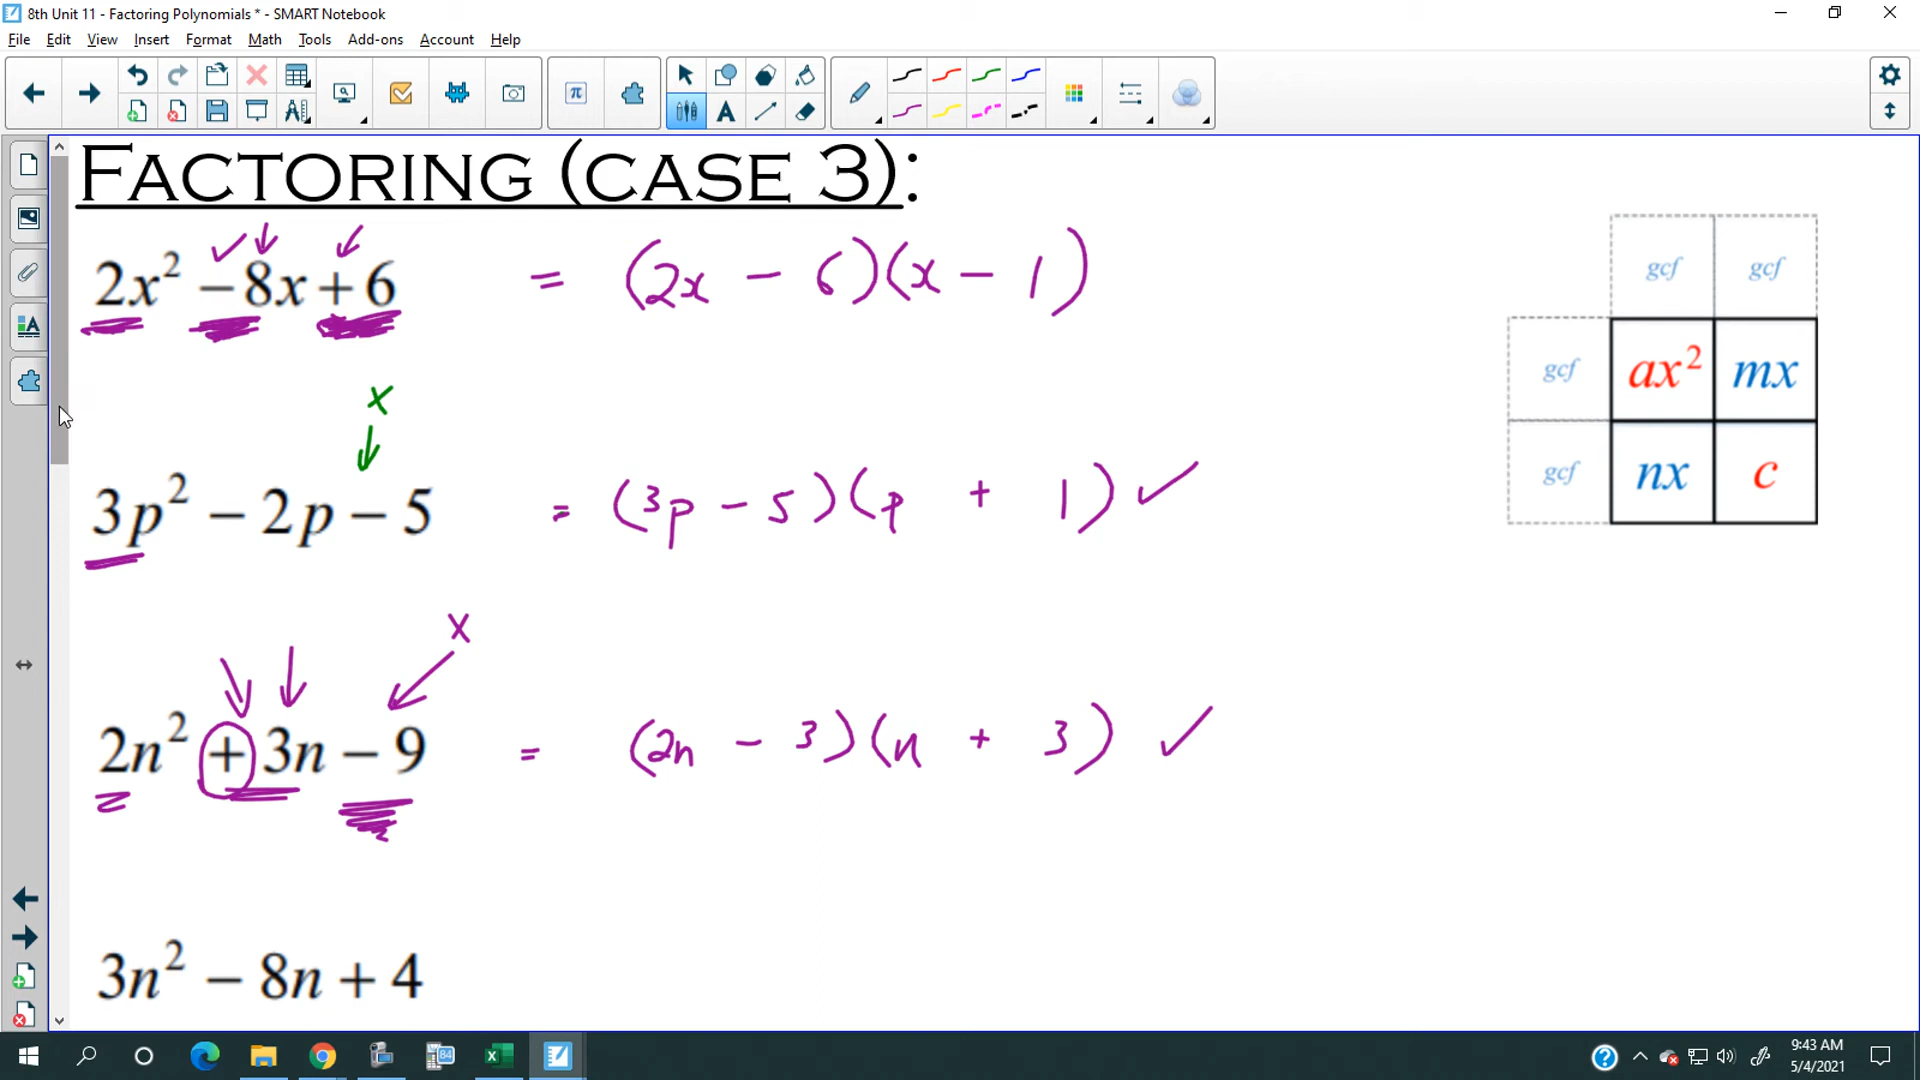 8th Unit 11 - Factoring Polynomials * - SMART Notebook
File Edit View Insert Format Math Tools Add-ons Account Help
FACTORING (CASE 3):
2x² − 8x + 6 = (2x − 6)(x − 1)
gcf gcf
gcf ax² mx
gcf nx c
x
3p² − 2p − 5 = (3p − 5)(p + 1) ✓
x
2n² + 3n − 9 = (2n − 3)(n + 3) ✓
3n² − 8n + 4
9:43 AM
5/4/2021